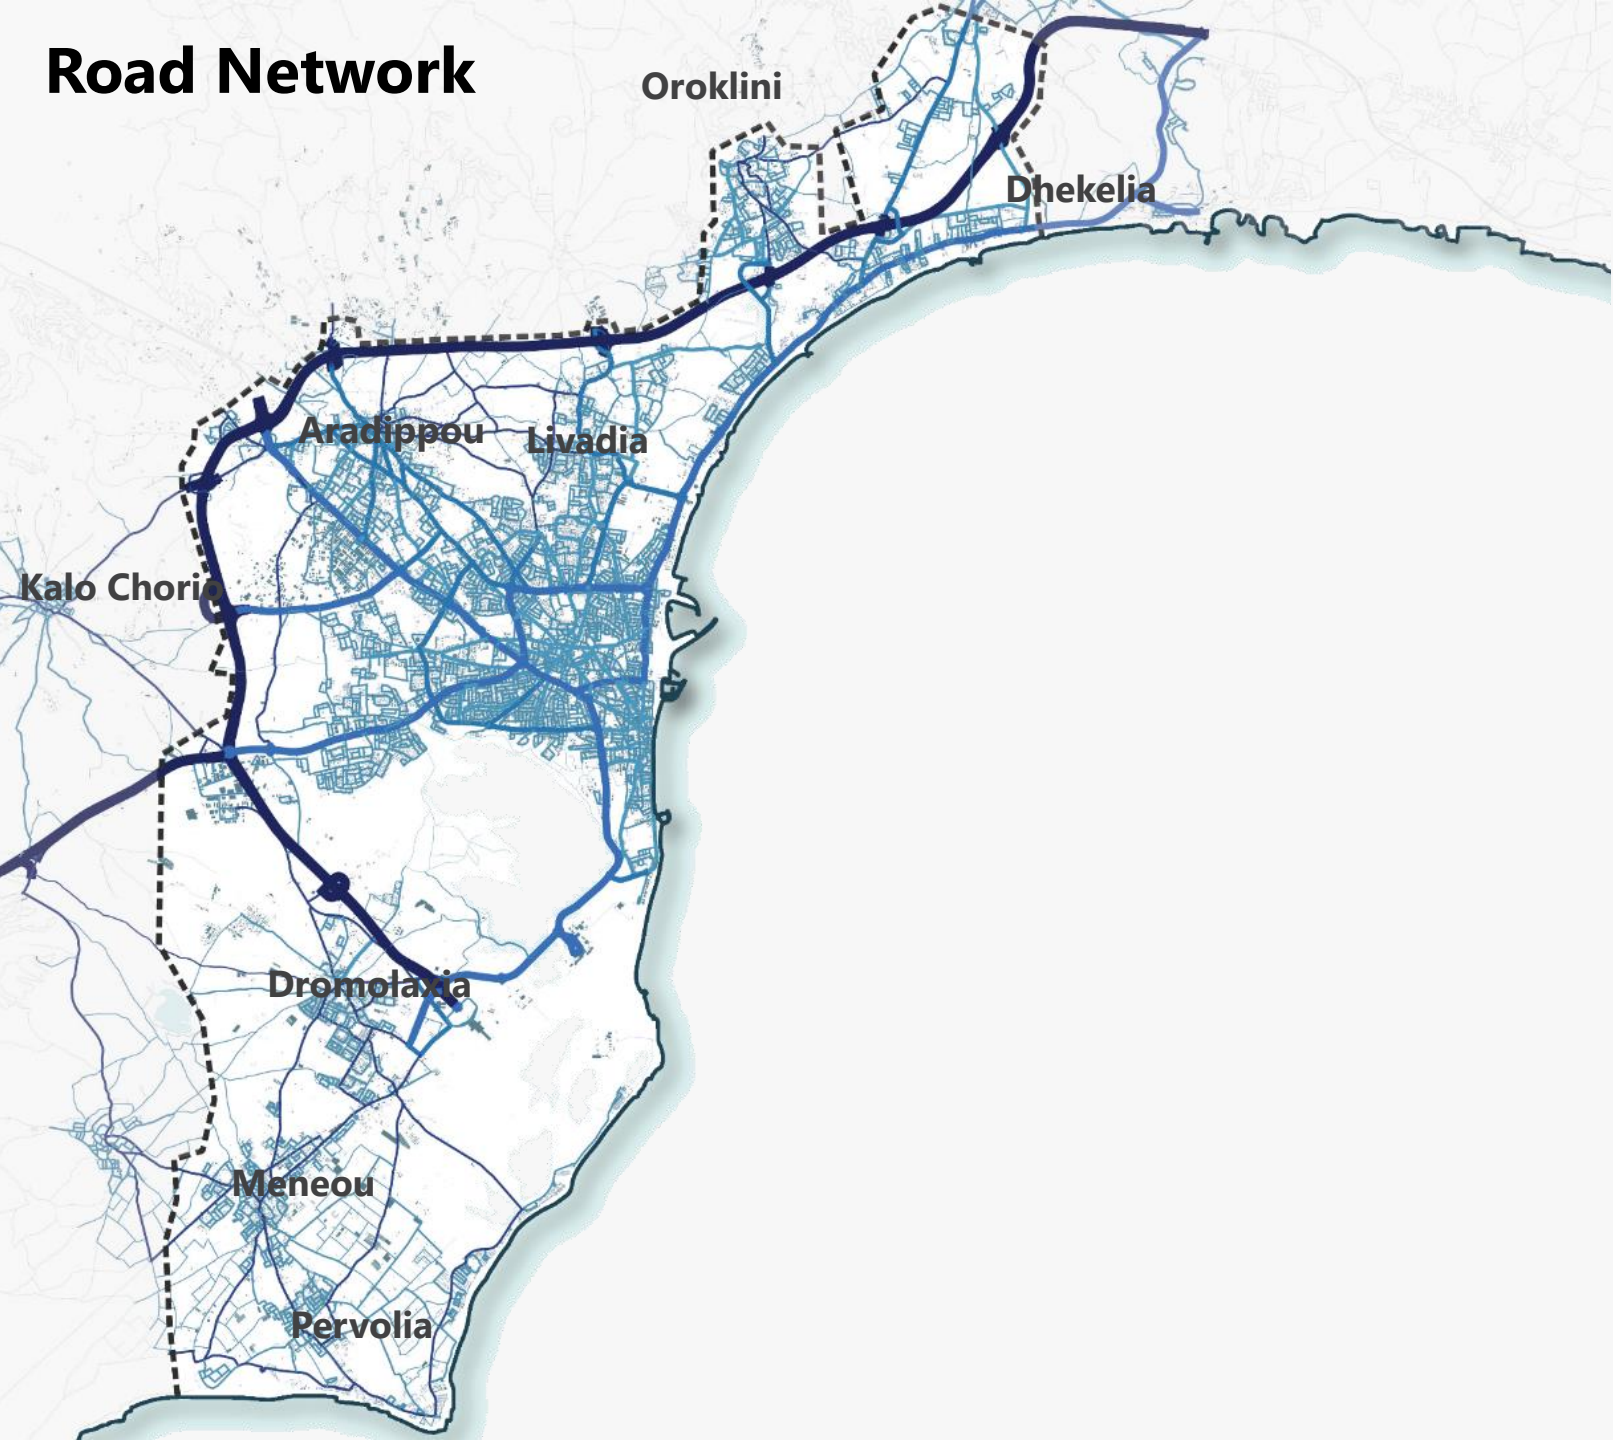 Road Network
Oroklini
Dhekelia
Aradippou
Livadia
Kalo Chorio
Dromolaxia
Meneou
Pervolia